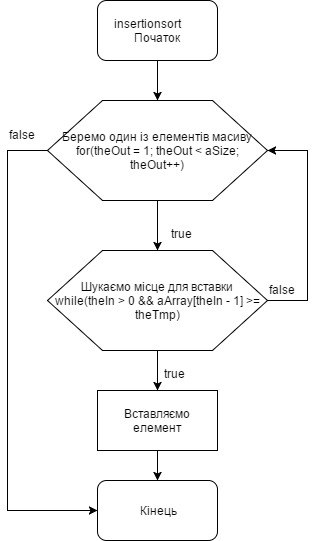 insertionsort
Початок
false
Беремо один із елементів масиву
for(theOut = 1; theOut < aSize;
theOut++)
true
Шукаємо місце для вставки
while(theIn > 0 && aArray[theIn - 1] >=
theTmp)
false
true
Вставляємо
елемент
Кінець